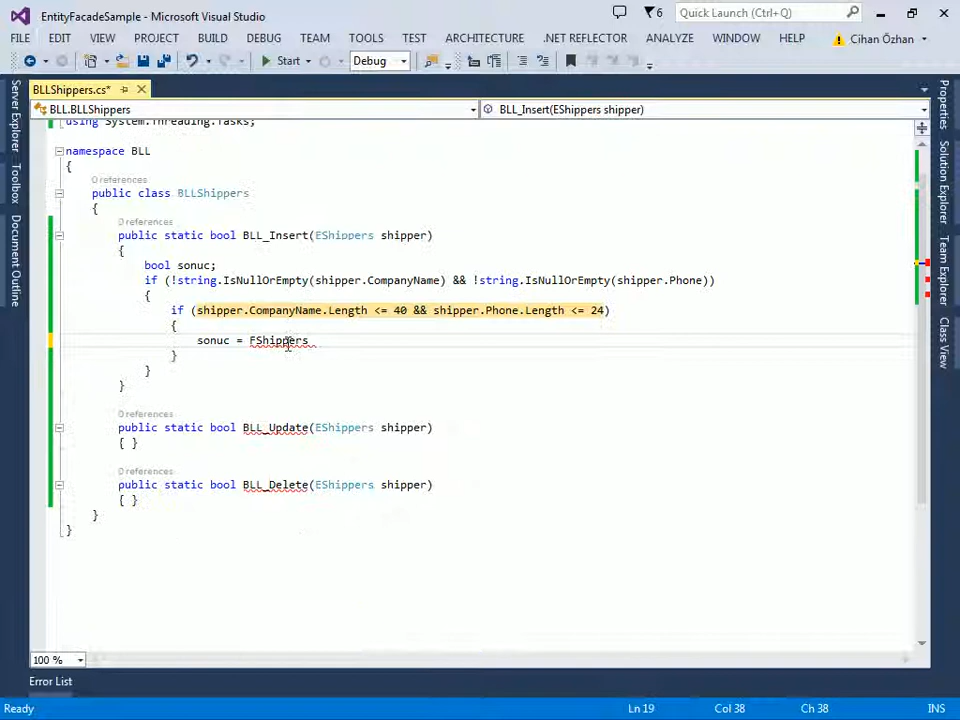 EntityFacadeSample - Microsoft Visual Studio
6
Quick Launch (Ctrl+Q)
FILE EDIT VIEW PROJECT BUILD DEBUG TEAM TOOLS TEST ARCHITECTURE .NET REFLECTOR ANALYZE WINDOW HELP Cihan Özhan
Start Debug
BLLShippers.cs*
BLL.BLLShippers BLL_Insert(EShippers shipper)
Server Explorer
Toolbox
Document Outline
using System.Threading.Tasks;
namespace BLL
{
0 references
public class BLLShippers
{
0 references
public static bool BLL_Insert(EShippers shipper)
{
bool sonuc;
if (!string.IsNullOrEmpty(shipper.CompanyName) && !string.IsNullOrEmpty(shipper.Phone))
{
if (shipper.CompanyName.Length <= 40 && shipper.Phone.Length <= 24)
{
sonuc = FShippers
}
}
}
0 references
public static bool BLL_Update(EShippers shipper)
{ }
0 references
public static bool BLL_Delete(EShippers shipper)
{ }
}
}
Properties
Solution Explorer
Team Explorer
Class View
100 %
Error List
Ready Ln 19 Col 38 Ch 38 INS